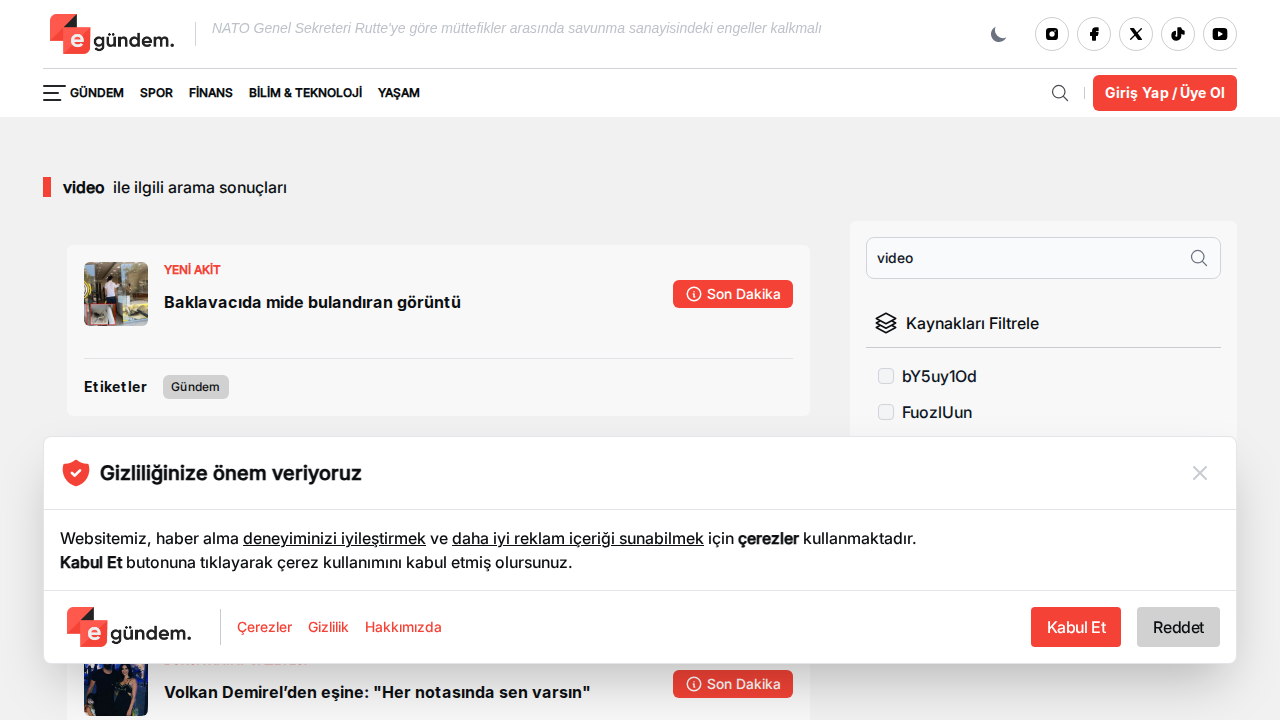 e gündem.
NATO Genel Sekreteri Rutte'ye göre müttefikler arasında savunma sanayisindeki engeller kalkmalı
GÜNDEM SPOR FİNANS BİLİM & TEKNOLOJİ YAŞAM
Giriş Yap / Üye Ol
video ile ilgili arama sonuçları
YENİ AKİT
Baklavacıda mide bulandıran görüntü
Son Dakika
Etiketler Gündem
video
Kaynakları Filtrele
bY5uy1Od
FuozIUun
Gizliliğinize önem veriyoruz
Websitemiz, haber alma deneyiminizi iyileştirmek ve daha iyi reklam içeriği sunabilmek için çerezler kullanmaktadır.
Kabul Et butonuna tıklayarak çerez kullanımını kabul etmiş olursunuz.
e gündem.
Çerezler Gizlilik Hakkımızda
Kabul Et
Reddet
Volkan Demirel’den eşine: "Her notasında sen varsın"
Son Dakika